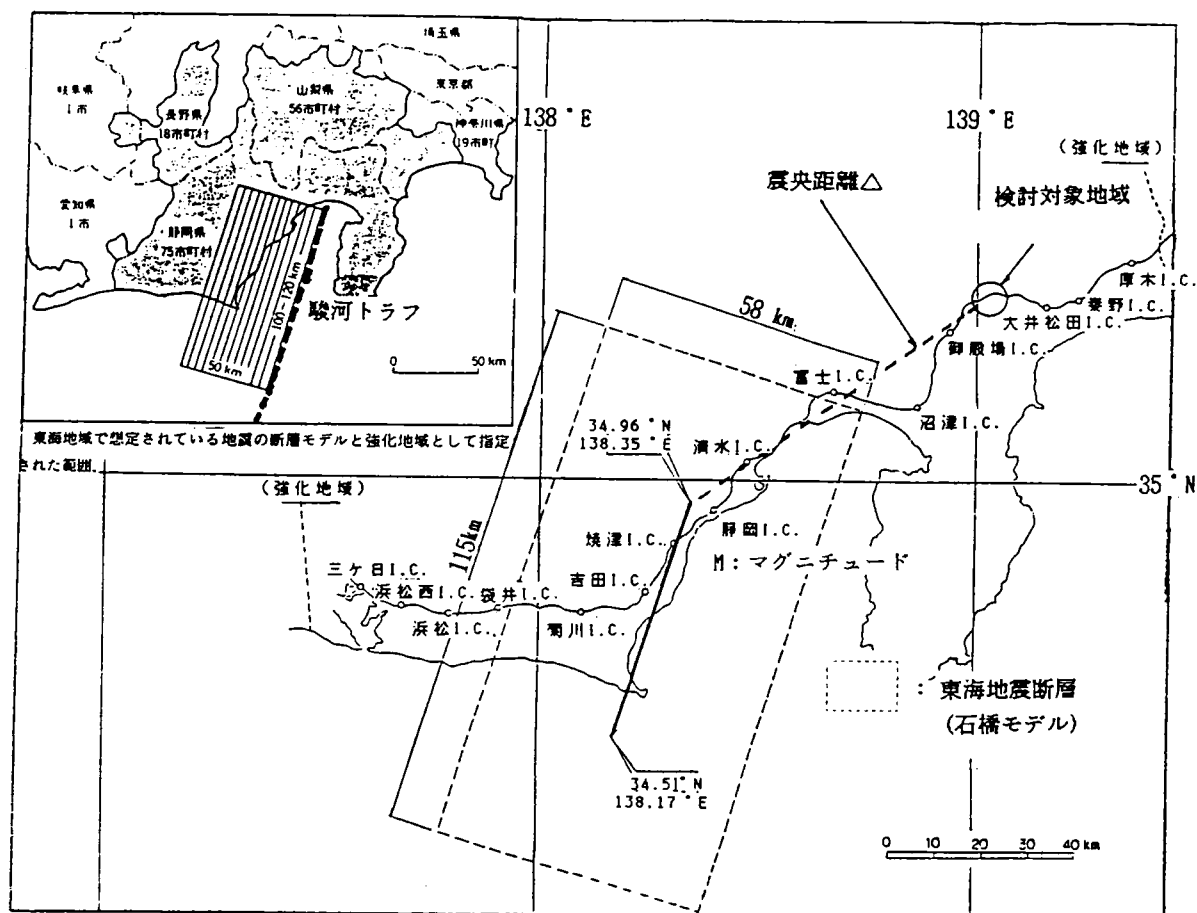 埼玉県
岐阜県
1市
長野県
18市町村
山梨県
56市町村
東京都
神奈川県
19市町
愛知県
1市
静岡県
75市町村
100~120km
50km
駿河トラフ
0 50km
東海地域で想定されている地震の断層モデルと強化地域として指定
された範囲.
138°E
139°E
(強化地域)
震央距離△
検討対象地域
厚木I.C.
秦野I.C.
大井松田I.C.
御殿場I.C.
58 km
富士I.C.
沼津I.C.
34.96°N
138.35°E
清水I.C.
35°N
(強化地域)
静岡I.C.
焼津I.C.
115km
M:マグニチュード
吉田I.C.
三ケ日I.C.
浜松西I.C.
袋井I.C.
浜松I.C.
菊川I.C.
:東海地震断層
(石橋モデル)
34.51°N
138.17°E
0 10 20 30 40 km